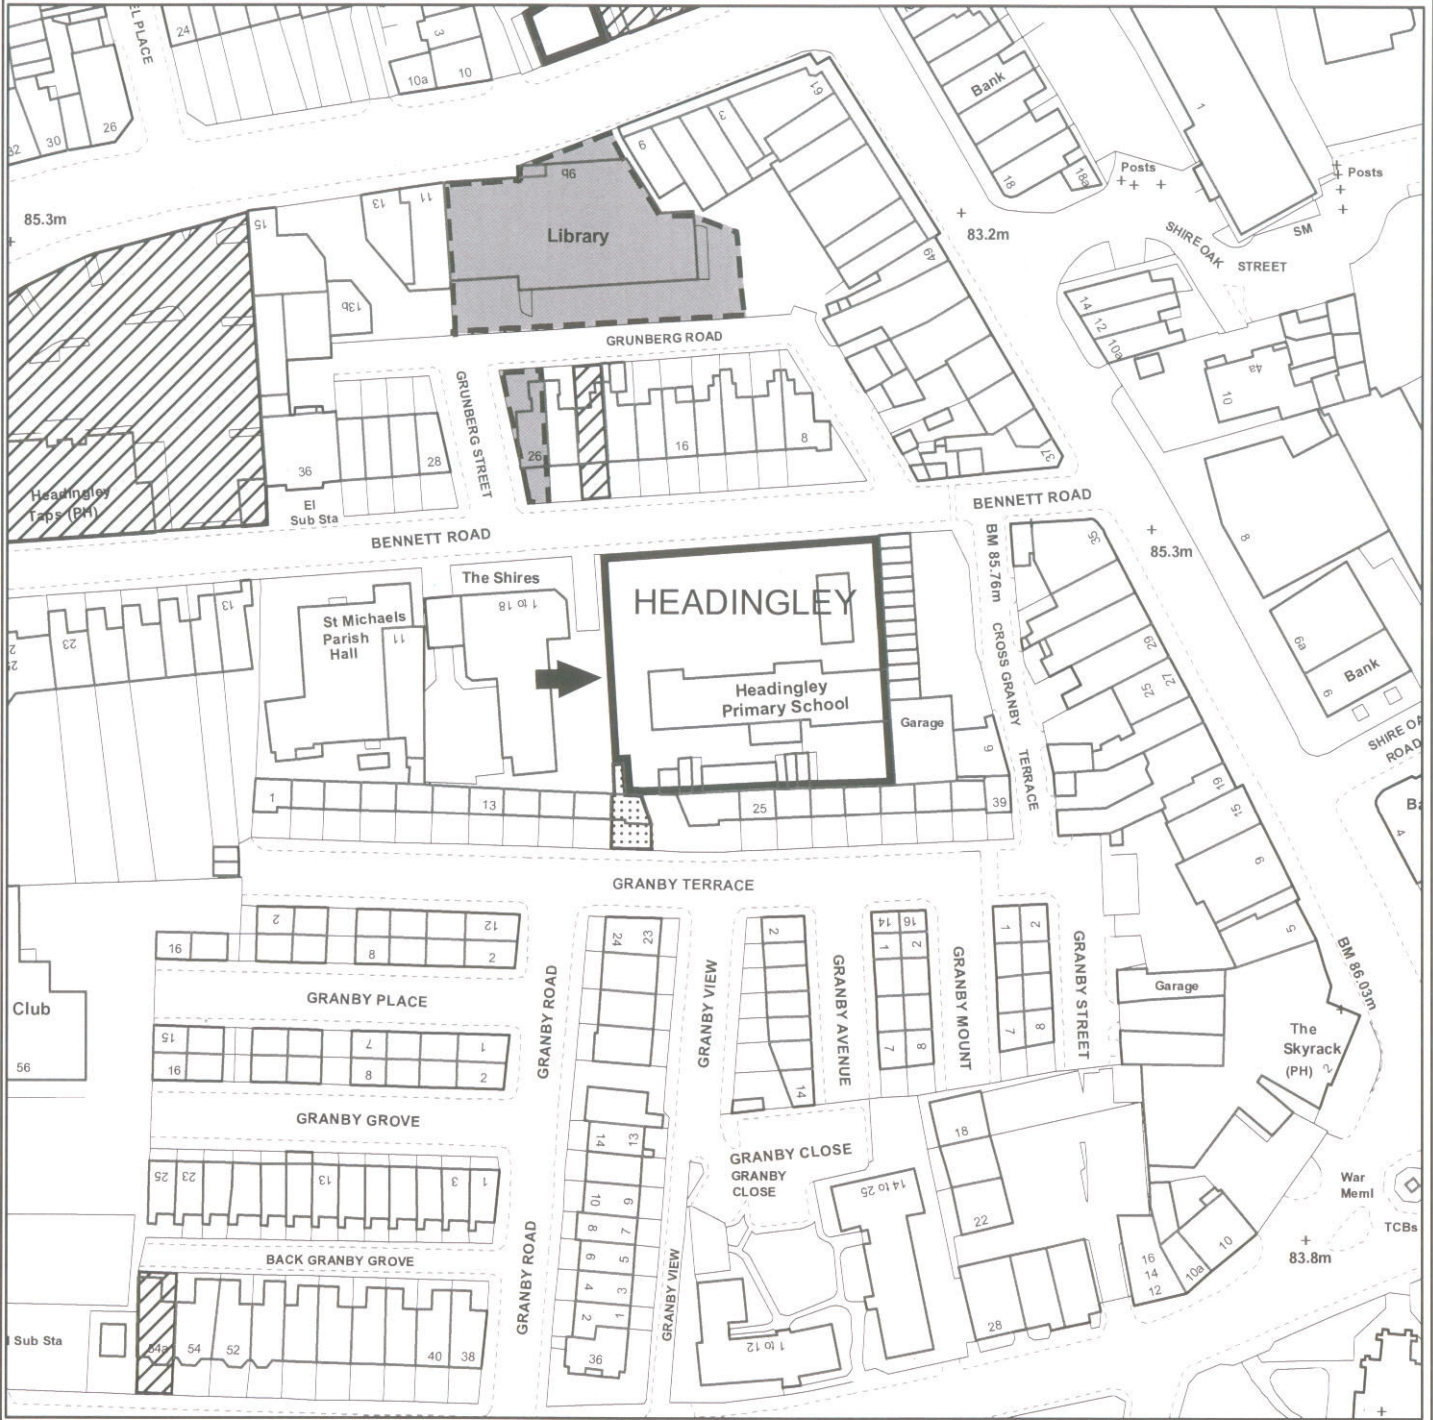 EL PLACE
24
3
10a
10
26
30
32
Bank
1
18
18a
Posts
Posts
61
3
9
9b
Library
11
13
15
85.3m
83.2m
SHIRE OAK
STREET
SM
49
13b
14
12
10a
4a
10
GRUNBERG ROAD
GRUNBERG STREET
26
16
8
36
28
37
Headingley
Taps (PH)
El
Sub Sta
BENNETT ROAD
BENNETT ROAD
BM 85.76m
35
85.3m
8
The Shires
1 to 18
HEADINGLEY
St Michaels
Parish
Hall
11
13
23
25
CROSS GRANBY
TERRACE
29
27
25
9a
Bank
9
Headingley
Primary School
Garage
9
SHIRE OA
ROAD
1
13
25
39
19
15
Ba
4
9
5
GRANBY TERRACE
2
12
16
8
2
24
23
2
14
16
1
2
1
2
BM 86.03m
Club
56
GRANBY PLACE
GRANBY ROAD
GRANBY VIEW
GRANBY AVENUE
GRANBY MOUNT
GRANBY STREET
Garage
The
Skyrack
(PH)
2
15
7
1
16
8
2
7
8
7
8
14
GRANBY GROVE
14
13
GRANBY CLOSE
GRANBY
CLOSE
18
14 to 25
22
25
23
13
3
1
10
9
8
7
6
5
4
3
2
1
36
War
Meml
TCBs
83.8m
BACK GRANBY GROVE
GRANBY ROAD
GRANBY VIEW
16
14
12
10a
10
28
1 to 12
l Sub Sta
54a
54
52
40
38